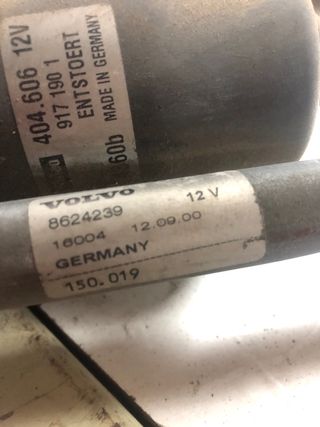 404.606 12V
917 190 1
ENTSTOERT
60b MADE IN GERMANY
VOLVO
8624239 12 V
16004 12.09.00
GERMANY
150.019